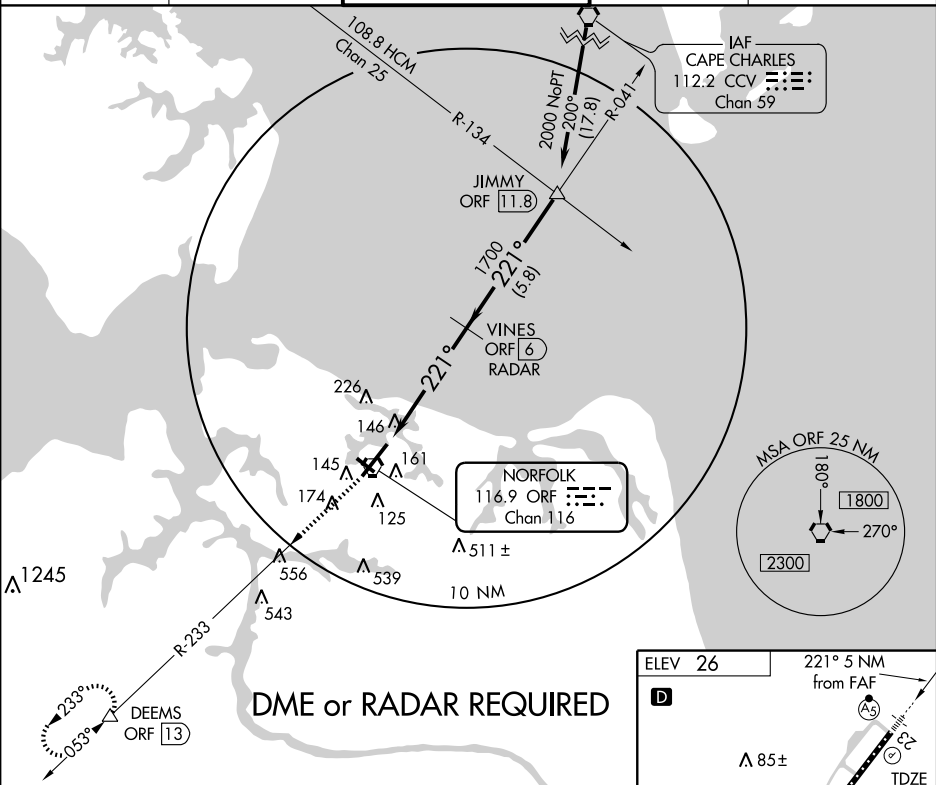 108.8 HCM
Chan 25
R-134
2000 NoPT
200°
(17.8)
R-041
IAF
CAPE CHARLES
112.2 CCV
Chan 59
JIMMY
ORF 11.8
1700
221°
(5.8)
VINES
ORF 6
RADAR
221°
226
146
145
161
174
125
NORFOLK
116.9 ORF
Chan 116
511 ±
556
539
543
1245
10 NM
MSA ORF 25 NM
180°
1800
270°
2300
R-233
233°
053°
DEEMS
ORF 13
DME or RADAR REQUIRED
ELEV 26
D
221° 5 NM
from FAF
A5
23
P
85 ±
TDZE